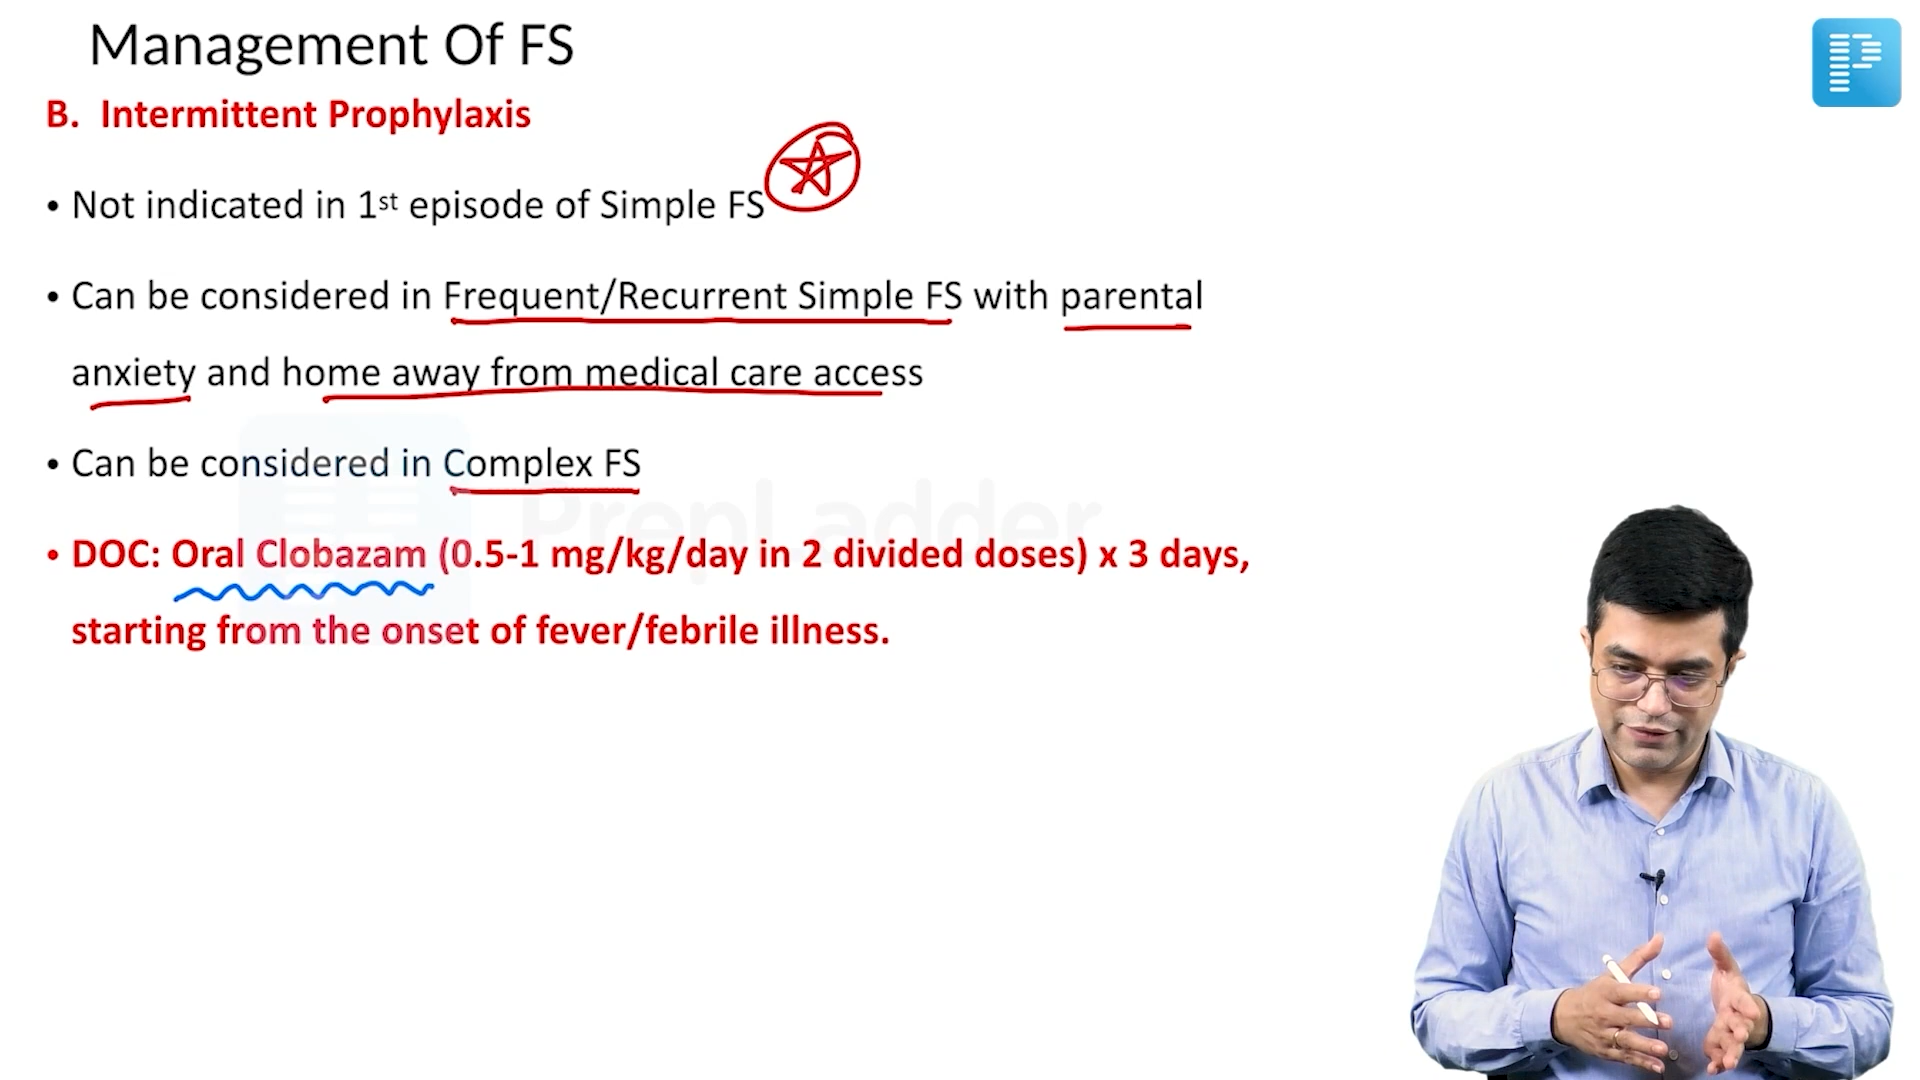 Management Of FS
B. Intermittent Prophylaxis
• Not indicated in 1st episode of Simple FS
• Can be considered in Frequent/Recurrent Simple FS with parental
anxiety and home away from medical care access
• Can be considered in Complex FS
PrepLadder
• DOC: Oral Clobazam (0.5-1 mg/kg/day in 2 divided doses) x 3 days,
starting from the onset of fever/febrile illness.